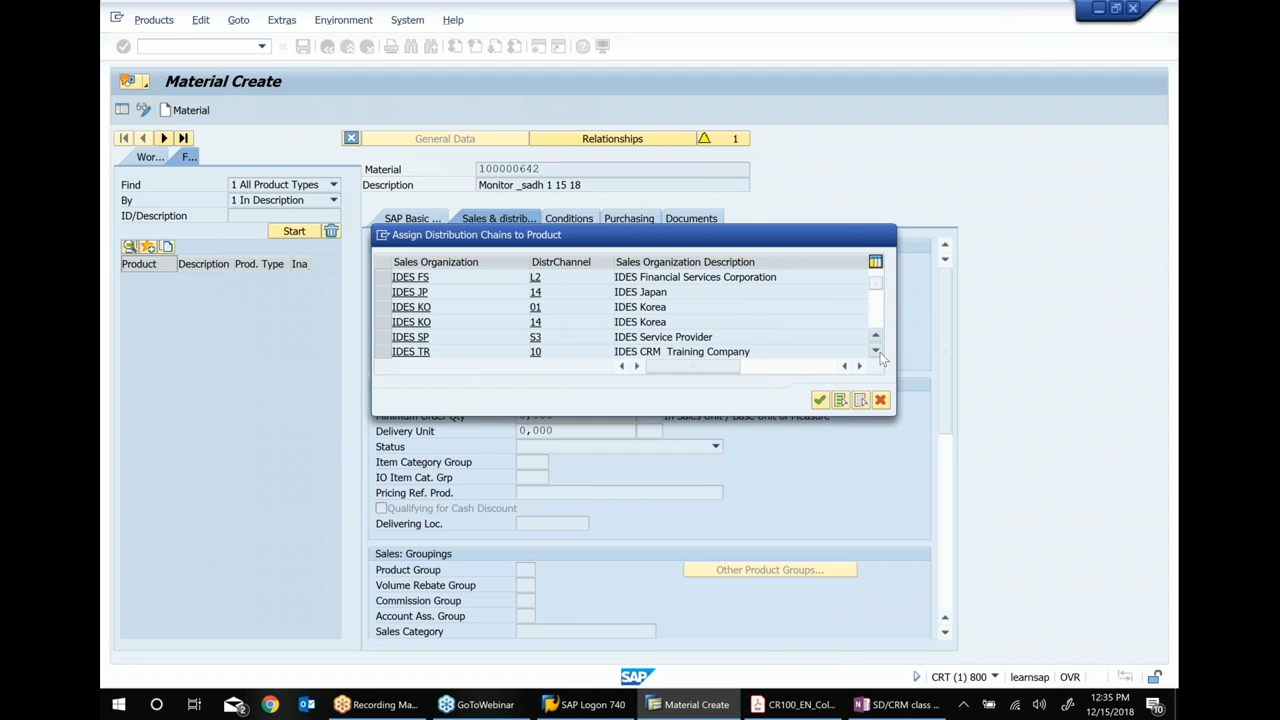 Products Edit Goto Extras Environment System Help
Material Create
Material
General Data Relationships 1
Wor... F...
Material 100000642
Description Monitor _sadh 1 15 18
Find 1 All Product Types
By 1 In Description
ID/Description
Start
SAP Basic ... Sales & distrib... Conditions Purchasing Documents
Product Description Prod. Type Ina
Assign Distribution Chains to Product
Sales Organization DistrChannel Sales Organization Description
IDES FS L2 IDES Financial Services Corporation
IDES JP 14 IDES Japan
IDES KO 01 IDES Korea
IDES KO 14 IDES Korea
IDES SP S3 IDES Service Provider
IDES TR 10 IDES CRM Training Company
Delivery Unit 0,000
Status
Item Category Group
IO Item Cat. Grp
Pricing Ref. Prod.
Qualifying for Cash Discount
Delivering Loc.
Sales: Groupings
Product Group Other Product Groups...
Volume Rebate Group
Commission Group
Account Ass. Group
Sales Category
SAP CRT (1) 800 learnsap OVR
Recording Ma... GoToWebinar SAP Logon 740 Material Create CR100_EN_Col... SD/CRM class ... 12:35 PM
12/15/2018 10